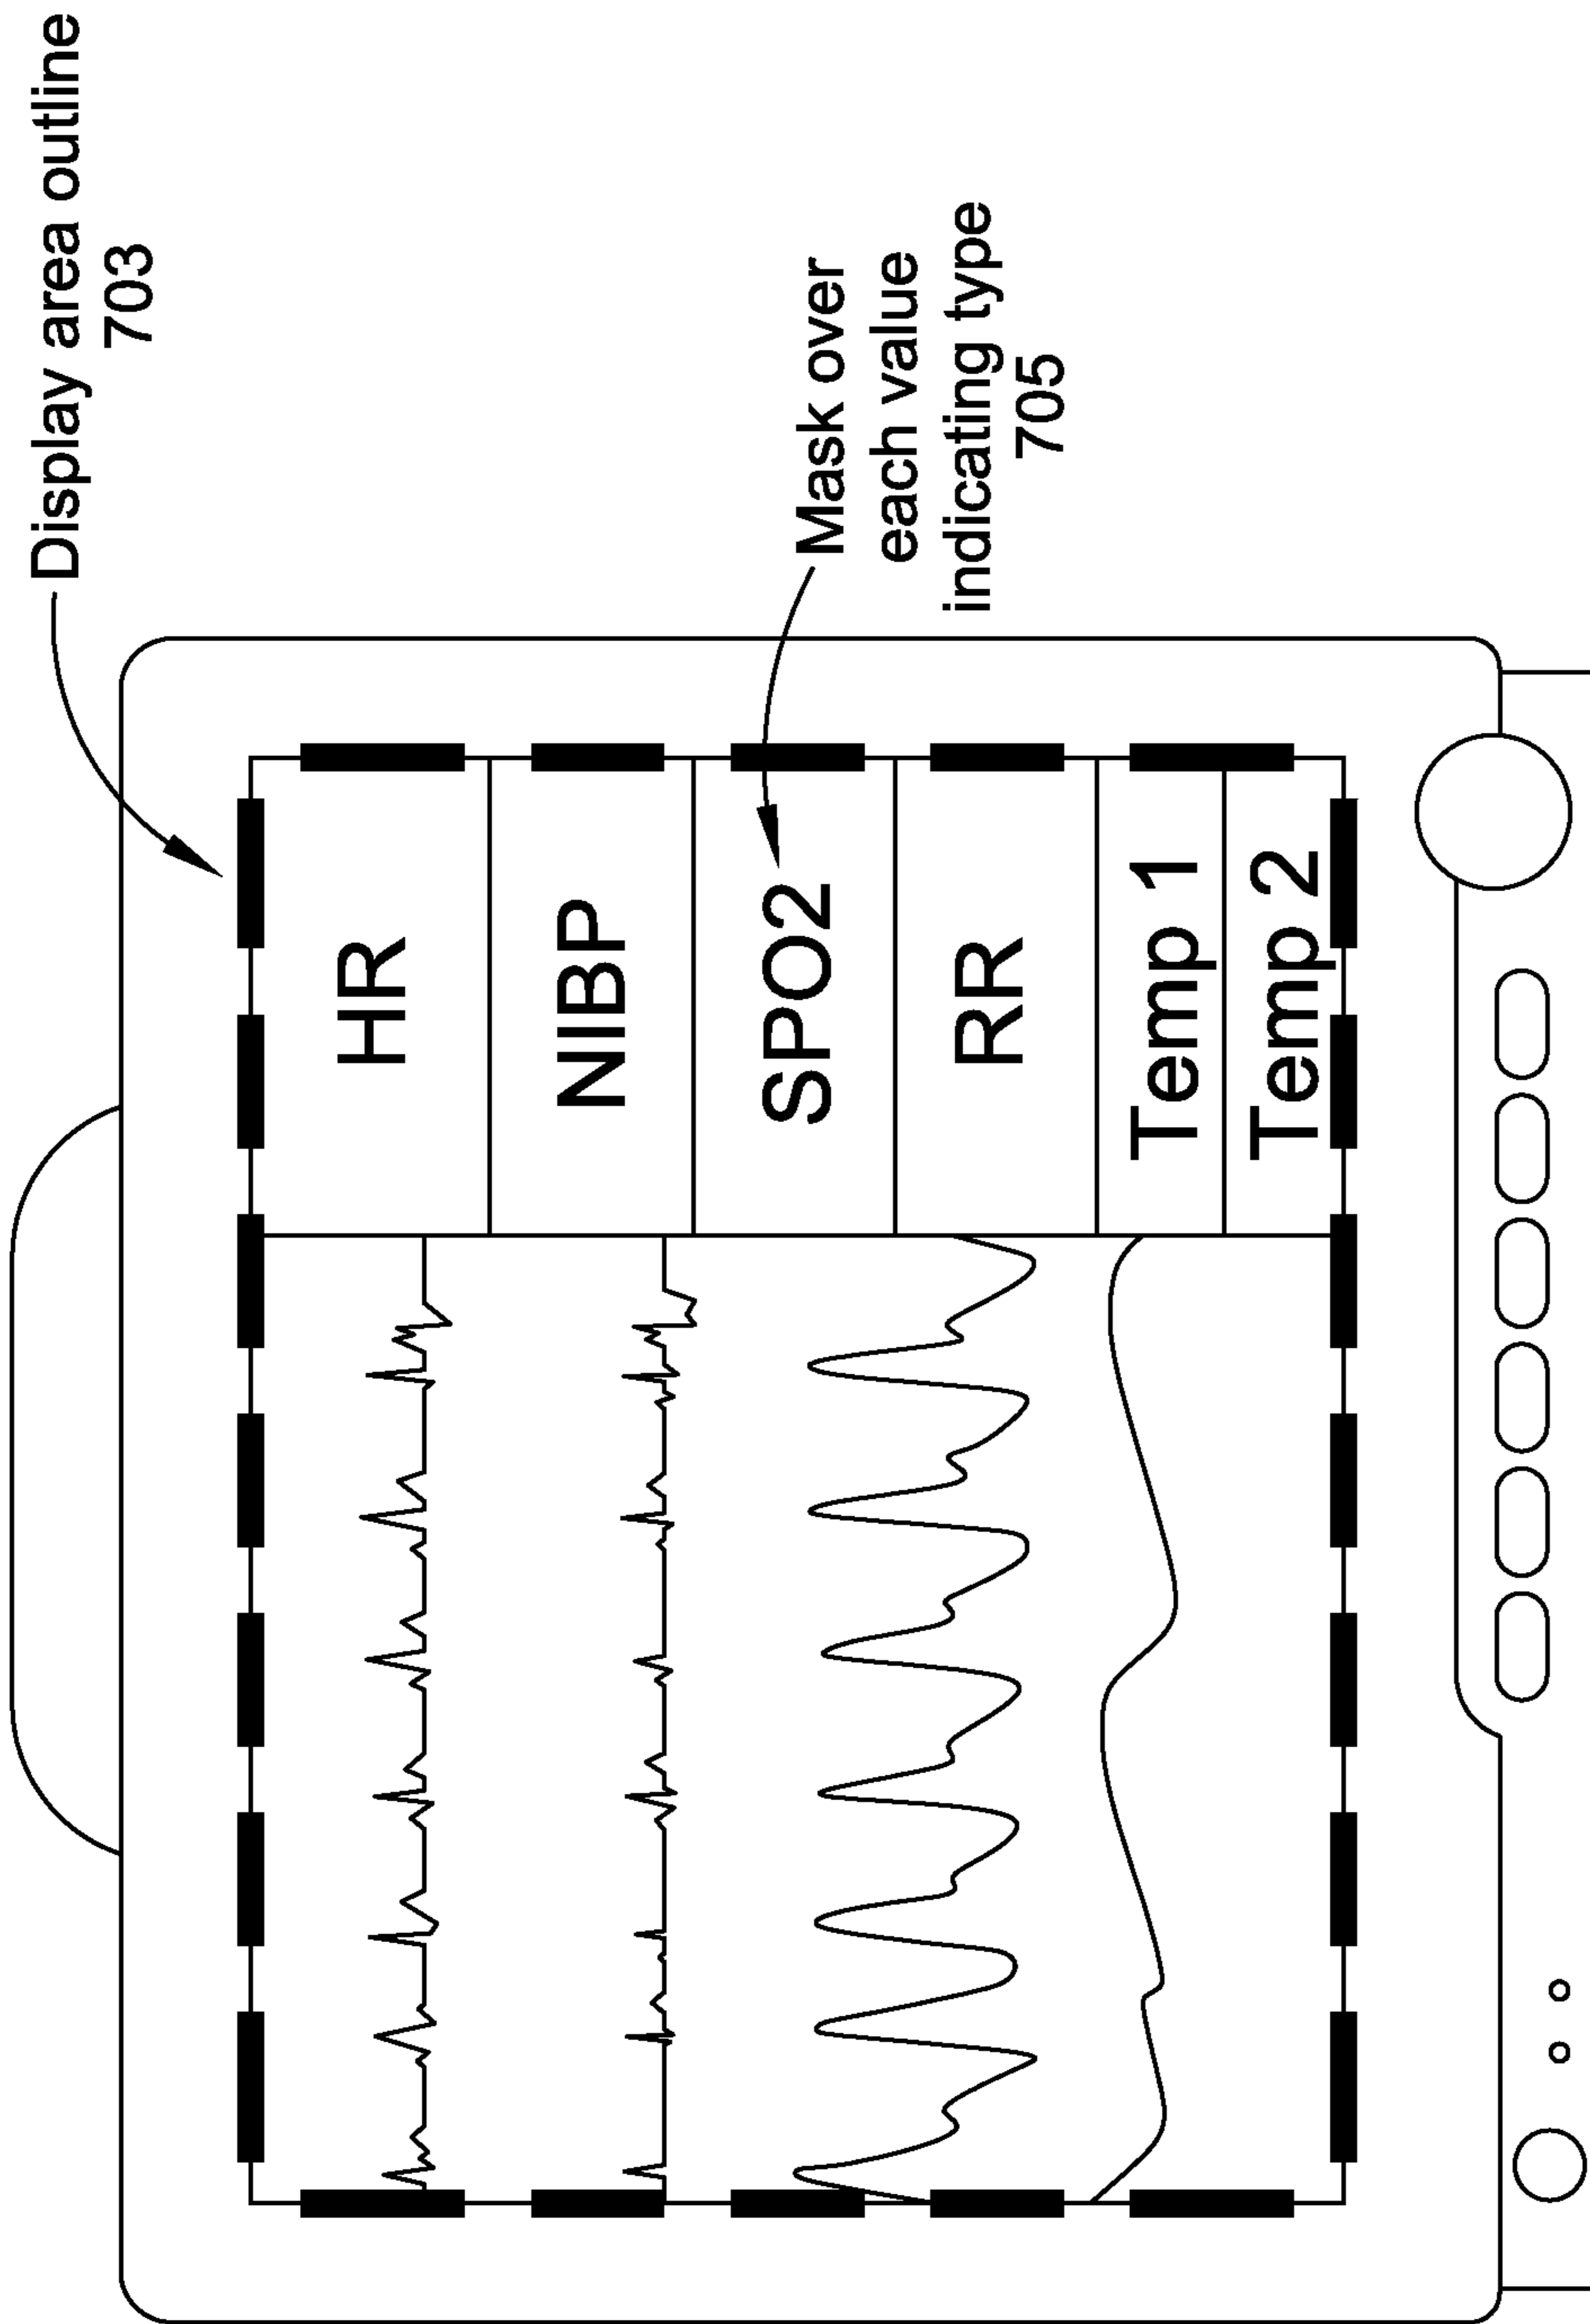 Display area outline
703
HR
NIBP
SPO2
RR
Temp 1
Temp 2
Mask over
each value
indicating type
705